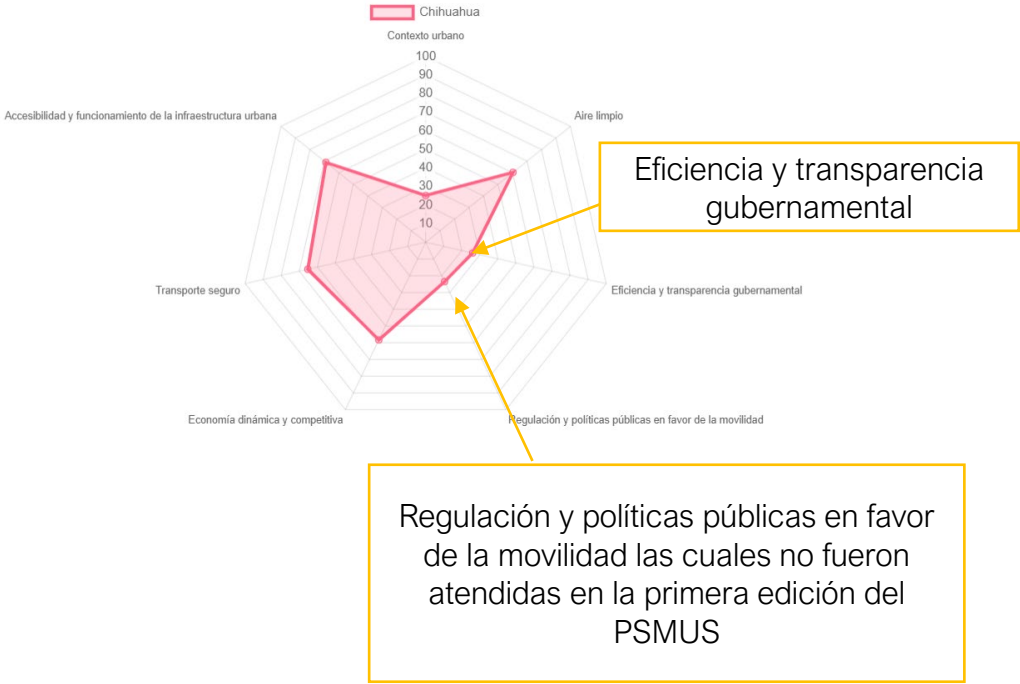 Chihuahua
Contexto urbano
100
90
80
70
60
50
40
30
20
10
Accesibilidad y funcionamiento de la infraestructura urbana
Aire limpio
Eficiencia y transparencia
gubernamental
Transporte seguro
Eficiencia y transparencia gubernamental
Economía dinámica y competitiva
Regulación y políticas públicas en favor de la movilidad
Regulación y políticas públicas en favor
de la movilidad las cuales no fueron
atendidas en la primera edición del
PSMUS